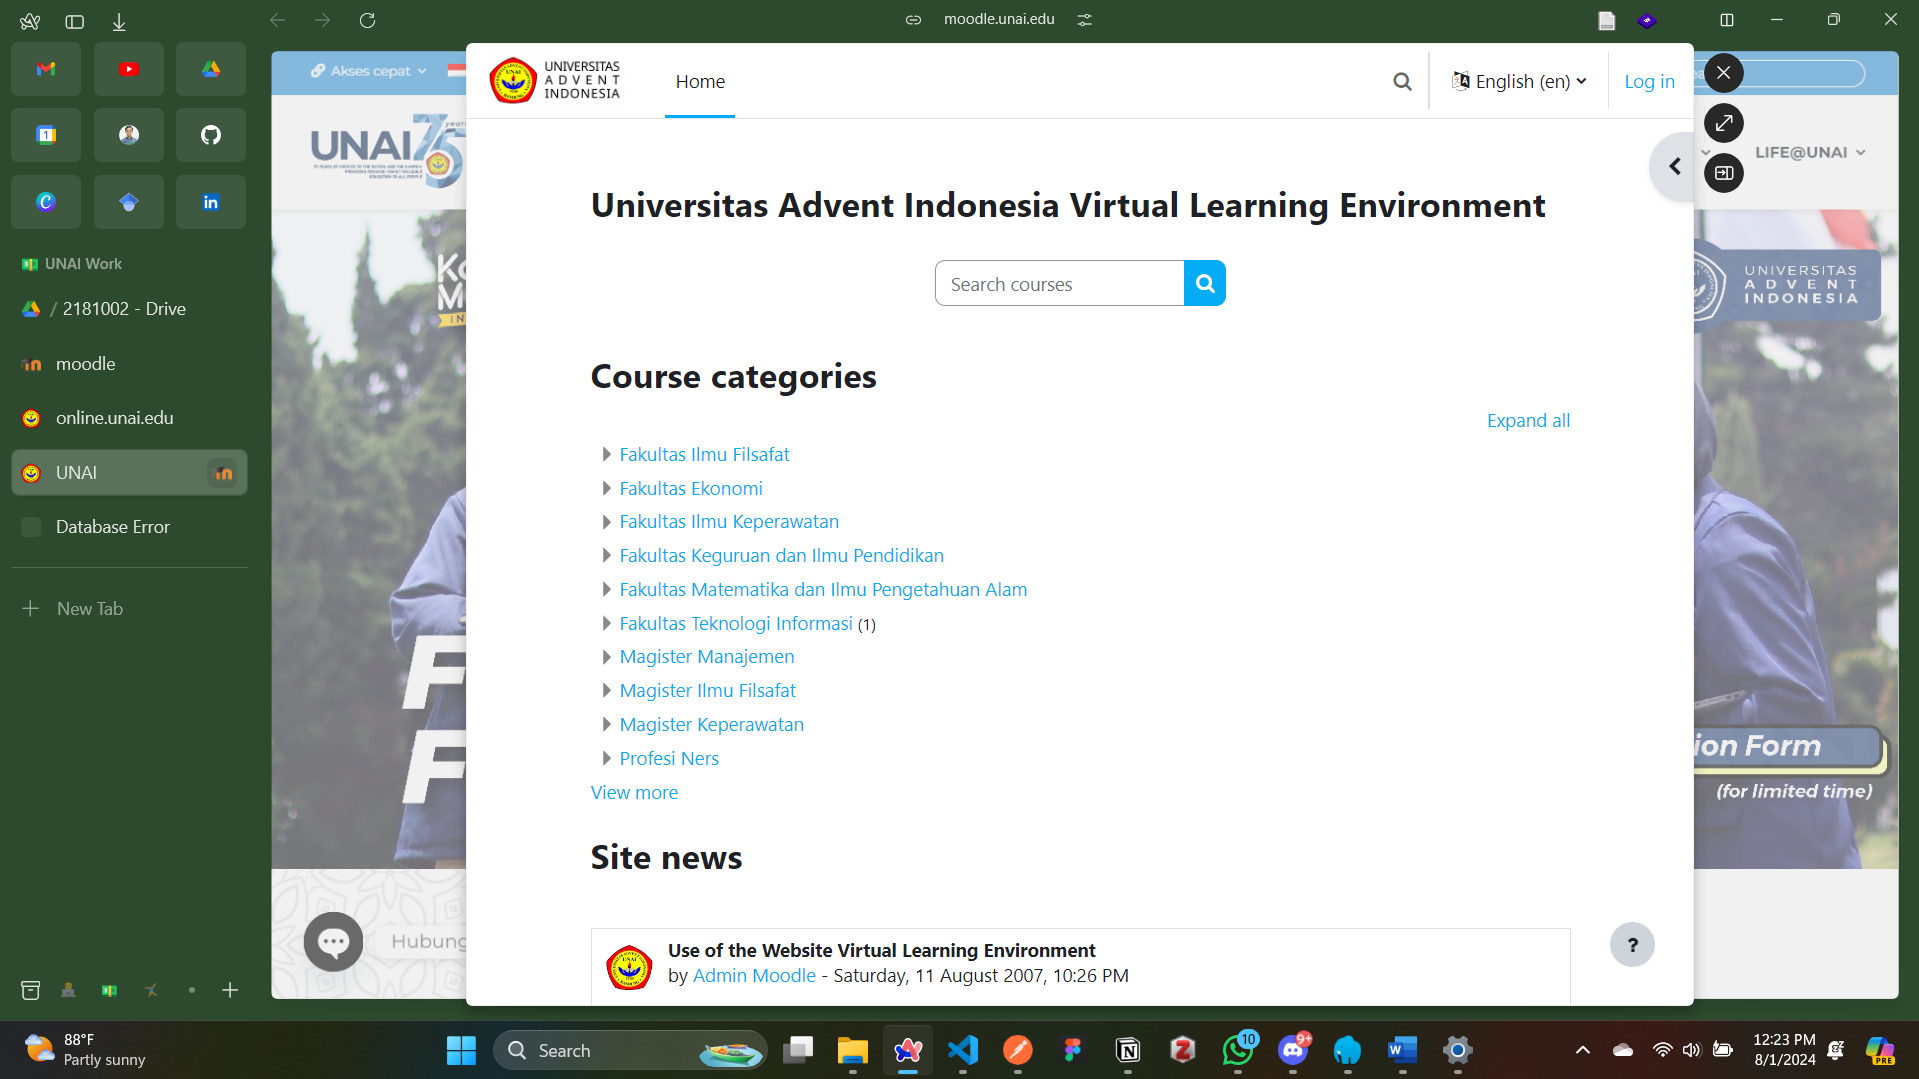 moodle.unai.edu
UNAI Work
/ 2181002 - Drive
moodle
online.unai.edu
UNAI
Database Error
New Tab
Akses cepat
UNAI75
years
LIFE@UNAI
UNIVERSITAS
ADVENT
INDONESIA
ion Form
(for limited time)
Hubung
UNIVERSITAS
ADVENT
INDONESIA
Home
English (en)
Log in
Universitas Advent Indonesia Virtual Learning Environment
Search courses
Course categories
Expand all
Fakultas Ilmu Filsafat
Fakultas Ekonomi
Fakultas Ilmu Keperawatan
Fakultas Keguruan dan Ilmu Pendidikan
Fakultas Matematika dan Ilmu Pengetahuan Alam
Fakultas Teknologi Informasi (1)
Magister Manajemen
Magister Ilmu Filsafat
Magister Keperawatan
Profesi Ners
View more
Site news
Use of the Website Virtual Learning Environment
by Admin Moodle - Saturday, 11 August 2007, 10:26 PM
?
88°F
Partly sunny
Search
10
9+
12:23 PM
8/1/2024
PRE